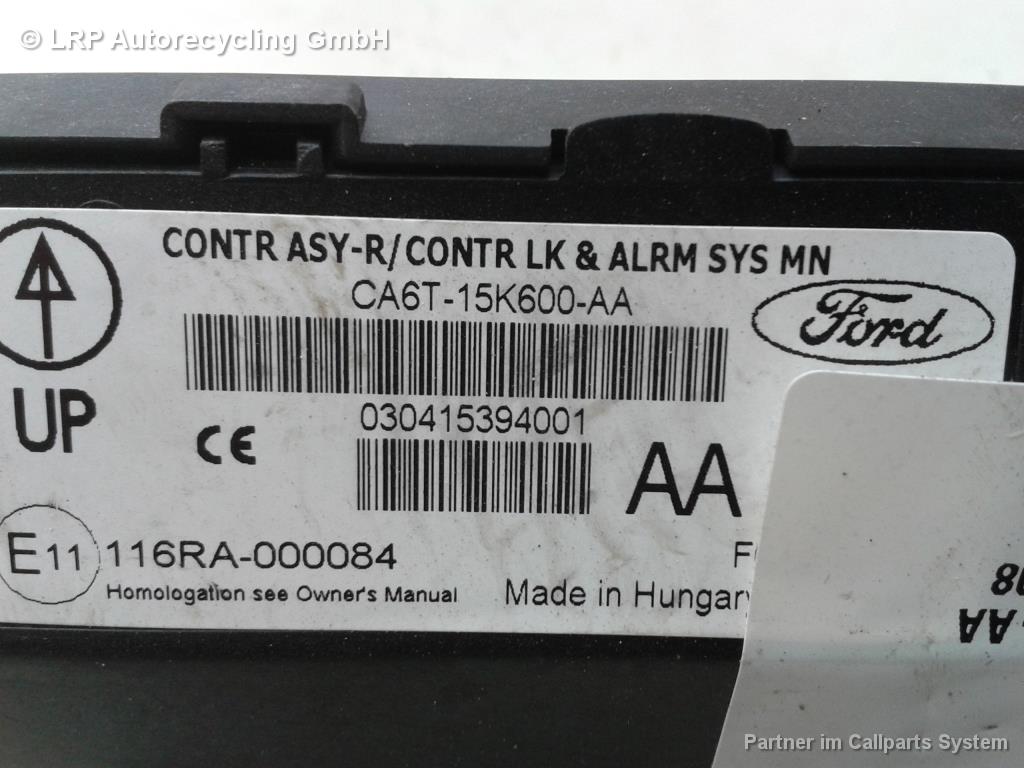 © LRP Autorecycling GmbH
CONTR ASY-R/CONTR LK & ALRM SYS MN
CA6T-15K600-AA
Ford
UP
030415394001
CE
AA
E11
116RA-000084
Homologation see Owner's Manual
Made in Hungary
AA
Partner im Callparts System